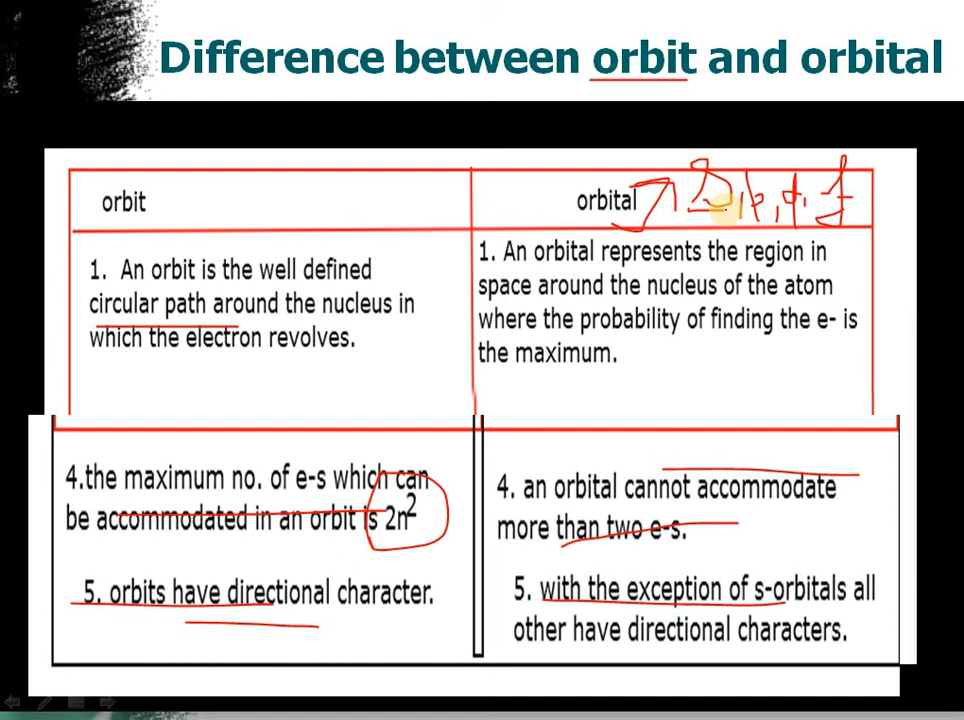 Difference between orbit and orbital
orbit
orbital
s, p, d, f
1. An orbit is the well defined
circular path around the nucleus in
which the electron revolves.
1. An orbital represents the region in
space around the nucleus of the atom
where the probability of finding the e- is
the maximum.
4.the maximum no. of e-s which can
be accommodated in an orbit is 2n²
5. orbits have directional character.
4. an orbital cannot accommodate
more than two e-s.
5. with the exception of s-orbitals all
other have directional characters.